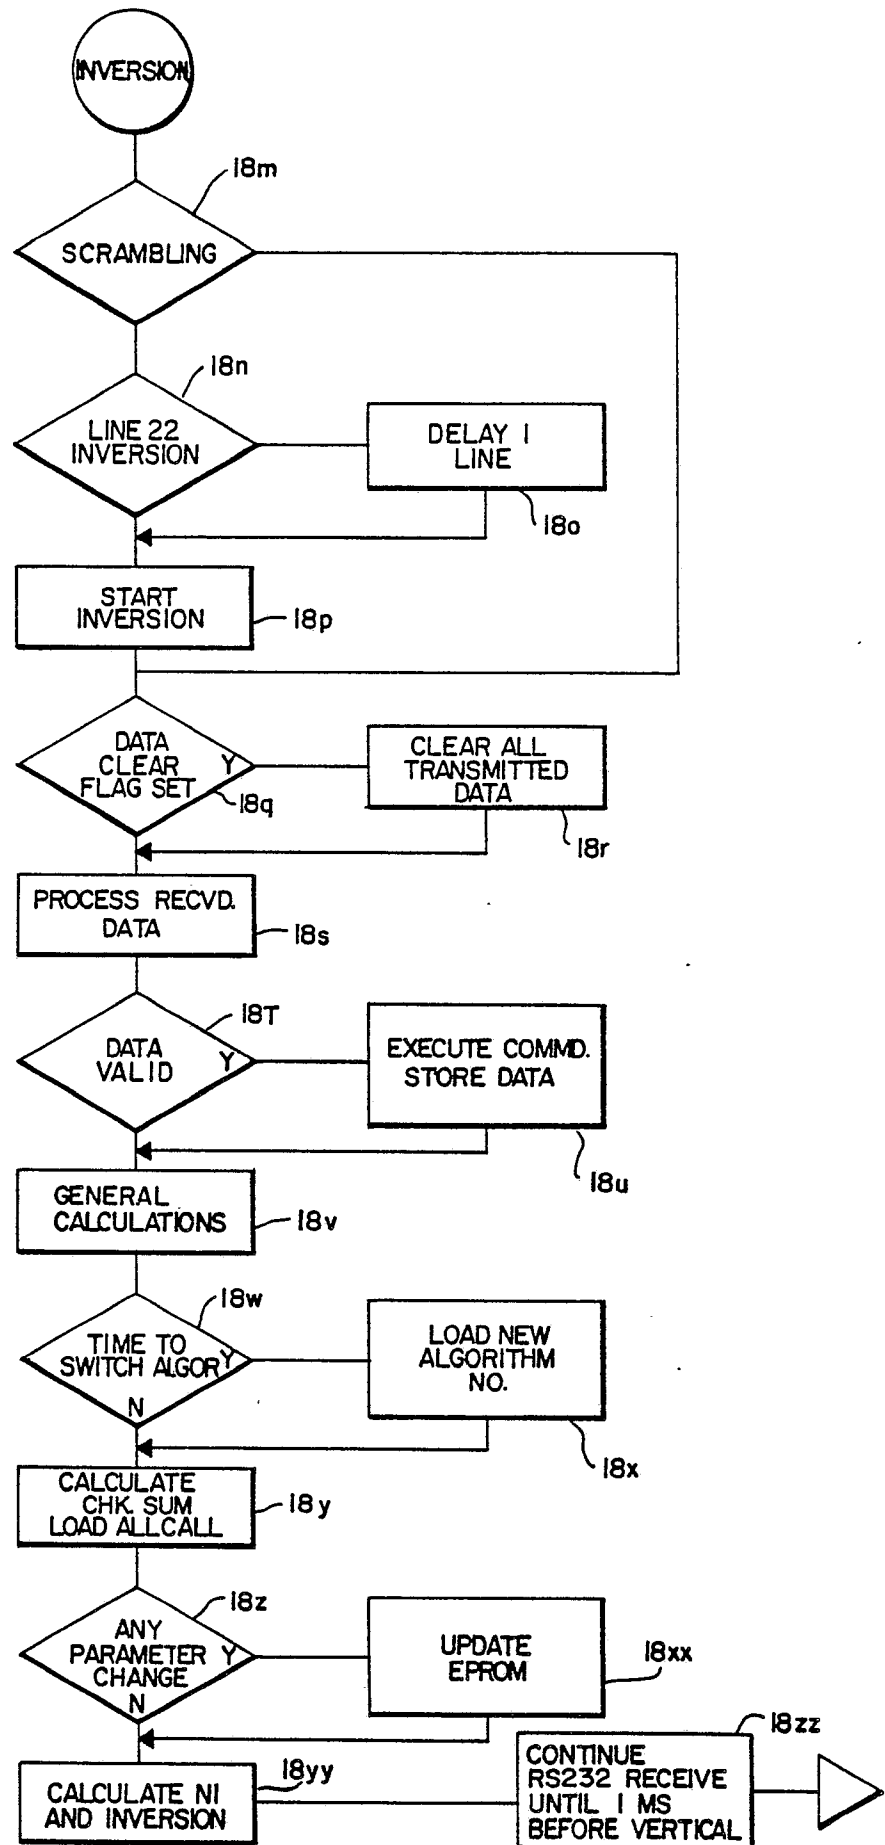 INVERSION
18m
SCRAMBLING
18n
LINE 22
INVERSION
DELAY 1
LINE
18o
START
INVERSION
18p
DATA
CLEAR
FLAG SET
Y
18q
CLEAR ALL
TRANSMITTED
DATA
18r
PROCESS RECVD.
DATA
18s
18T
DATA
VALID
Y
EXECUTE COMMD.
STORE DATA
18u
GENERAL
CALCULATIONS
18v
18w
TIME TO
SWITCH ALGOR
Y
N
LOAD NEW
ALGORITHM
NO.
18x
CALCULATE
CHK. SUM
LOAD ALLCALL
18y
18z
ANY
PARAMETER
CHANGE
Y
N
UPDATE
EPROM
18xx
CALCULATE NI
AND INVERSION
18yy
18zz
CONTINUE
RS232 RECEIVE
UNTIL 1 MS
BEFORE VERTICAL